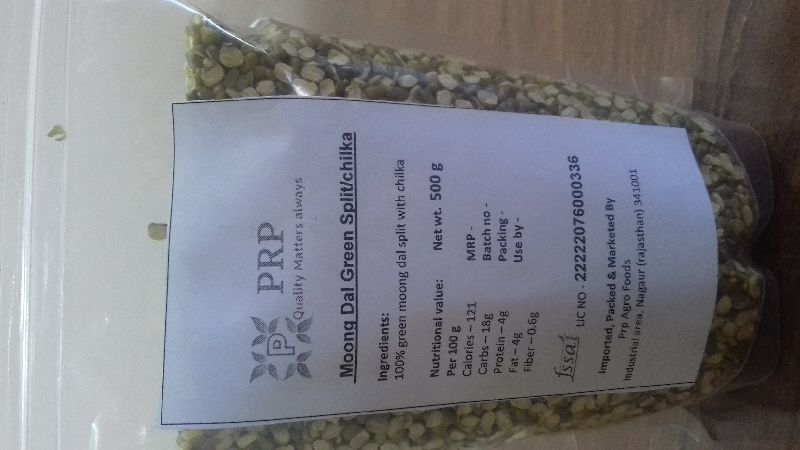 P
PRP
Quality Matters always
Moong Dal Green Split/chilka
Ingredients:
100% green moong dal split with chilka
Nutritional value:
Per 100 g
Calories – 121
Carbs – 18g
Protein – 4g
Fat – 4g
Fiber – 0.6g
Net wt. 500 g
MRP -
Batch no -
Packing -
Use by -
fssai LIC NO - 22222076000336
Imported, Packed & Marketed By
Prp Agro Foods
Industrial area, Nagaur (rajasthan) 341001